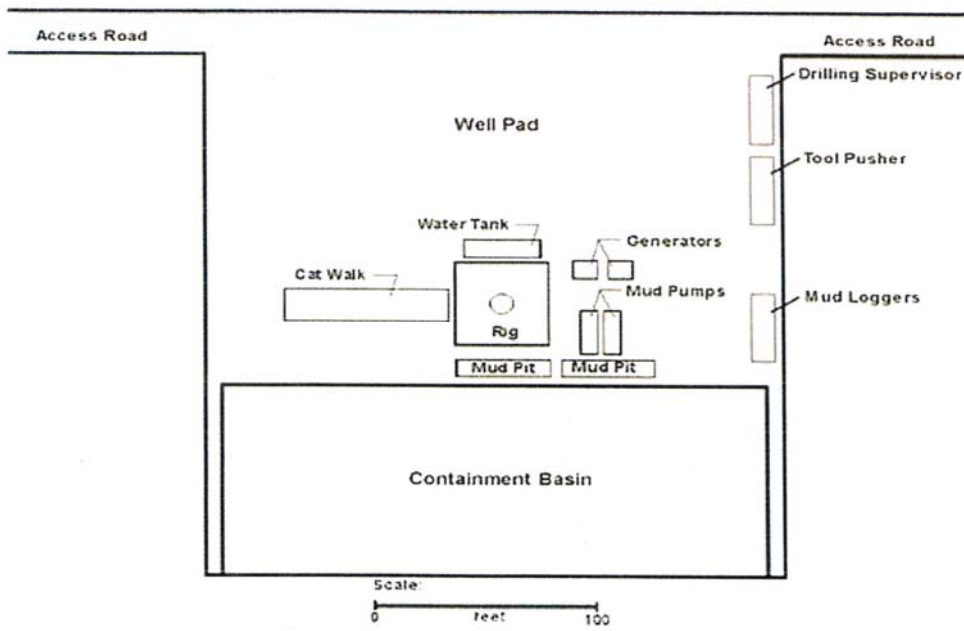 Access Road
Access Road
Drilling Supervisor
Well Pad
Tool Pusher
Water Tank
Generators
Cat Walk
Mud Pumps
Mud Loggers
Rig
Mud Pit
Mud Pit
Containment Basin
Scale:
0
feet
100